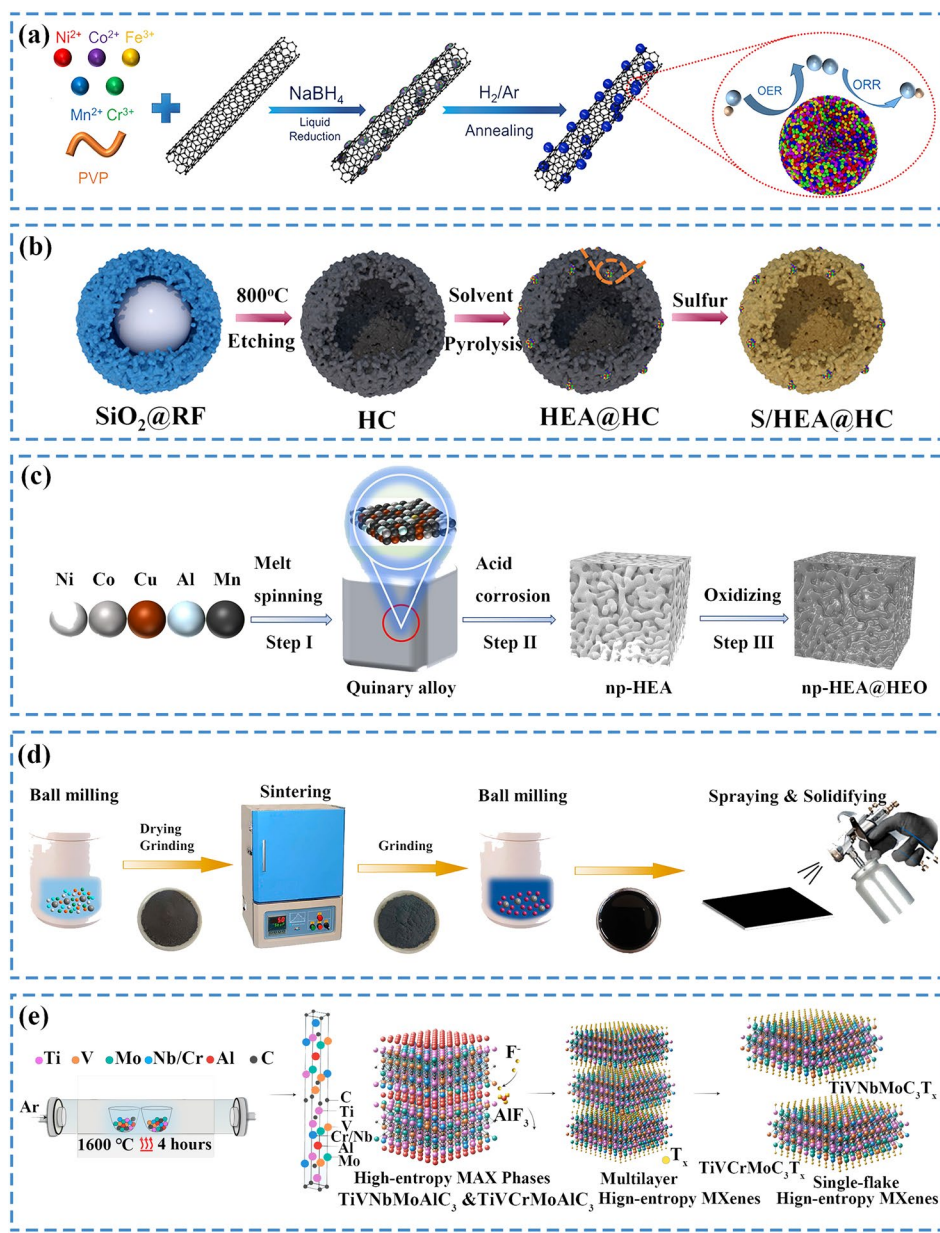 (a)
Ni²⁺ Co²⁺ Fe³⁺
Mn²⁺ Cr³⁺
PVP
NaBH₄
Liquid
Reduction
H₂/Ar
Annealing
OER
ORR
(b)
800°C
Etching
Solvent
Pyrolysis
Sulfur
SiO₂@RF
HC
HEA@HC
S/HEA@HC
(c)
Ni Co Cu Al Mn
Melt
spinning
Step I
Quinary alloy
Acid
corrosion
Step II
np-HEA
Oxidizing
Step III
np-HEA@HEO
(d)
Ball milling
Drying
Grinding
Sintering
Grinding
Ball milling
Spraying & Solidifying
(e)
Ti V Mo Nb/Cr Al C
Ar
1600 °C 4 hours
C
Ti
V
Cr/Nb
Al
Mo
F⁻
AlF₃
High-entropy MAX Phases
TiVNbMoAlC₃ &TiVCrMoAlC₃
Tₓ
Multilayer
Hign-entropy MXenes
TiVNbMoC₃Tₓ
TiVCrMoC₃Tₓ
Single-flake
Hign-entropy MXenes